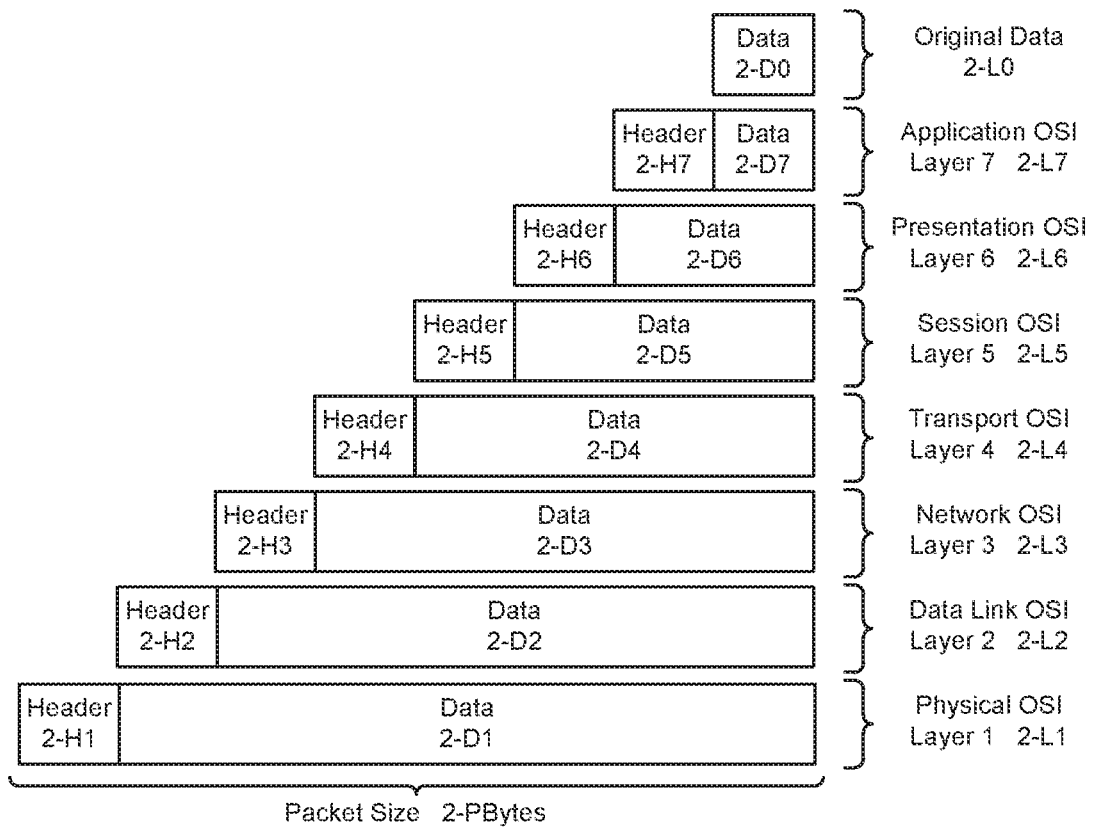 Data
2-D0
Original Data
2-L0
Header
2-H7
Data
2-D7
Application OSI
Layer 7 2-L7
Header
2-H6
Data
2-D6
Presentation OSI
Layer 6 2-L6
Header
2-H5
Data
2-D5
Session OSI
Layer 5 2-L5
Header
2-H4
Data
2-D4
Transport OSI
Layer 4 2-L4
Header
2-H3
Data
2-D3
Network OSI
Layer 3 2-L3
Header
2-H2
Data
2-D2
Data Link OSI
Layer 2 2-L2
Header
2-H1
Data
2-D1
Physical OSI
Layer 1 2-L1
Packet Size 2-PBytes